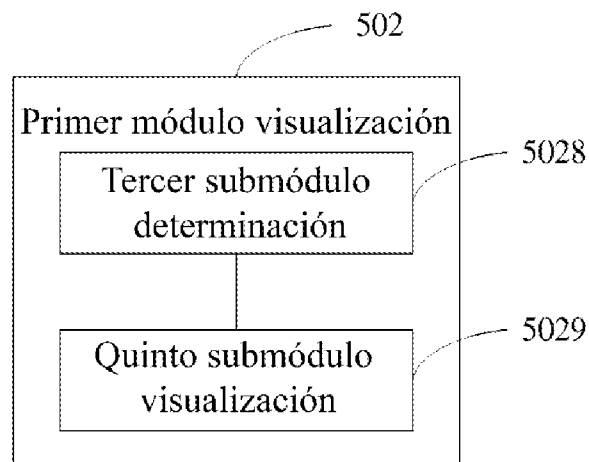 502
Primer módulo visualización
Tercer submódulo
determinación
5028
Quinto submódulo
visualización
5029